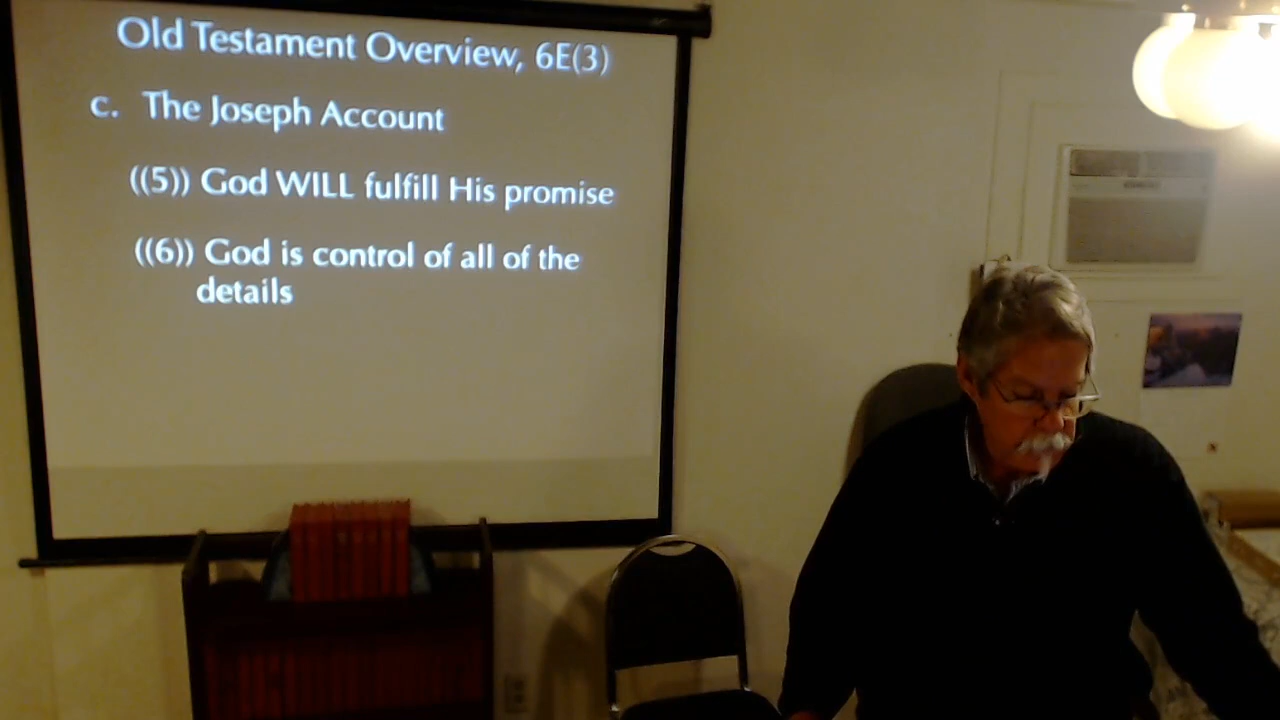 Old Testament Overview, 6E(3)
c. The Joseph Account
((5)) God WILL fulfill His promise
((6)) God is control of all of the
details